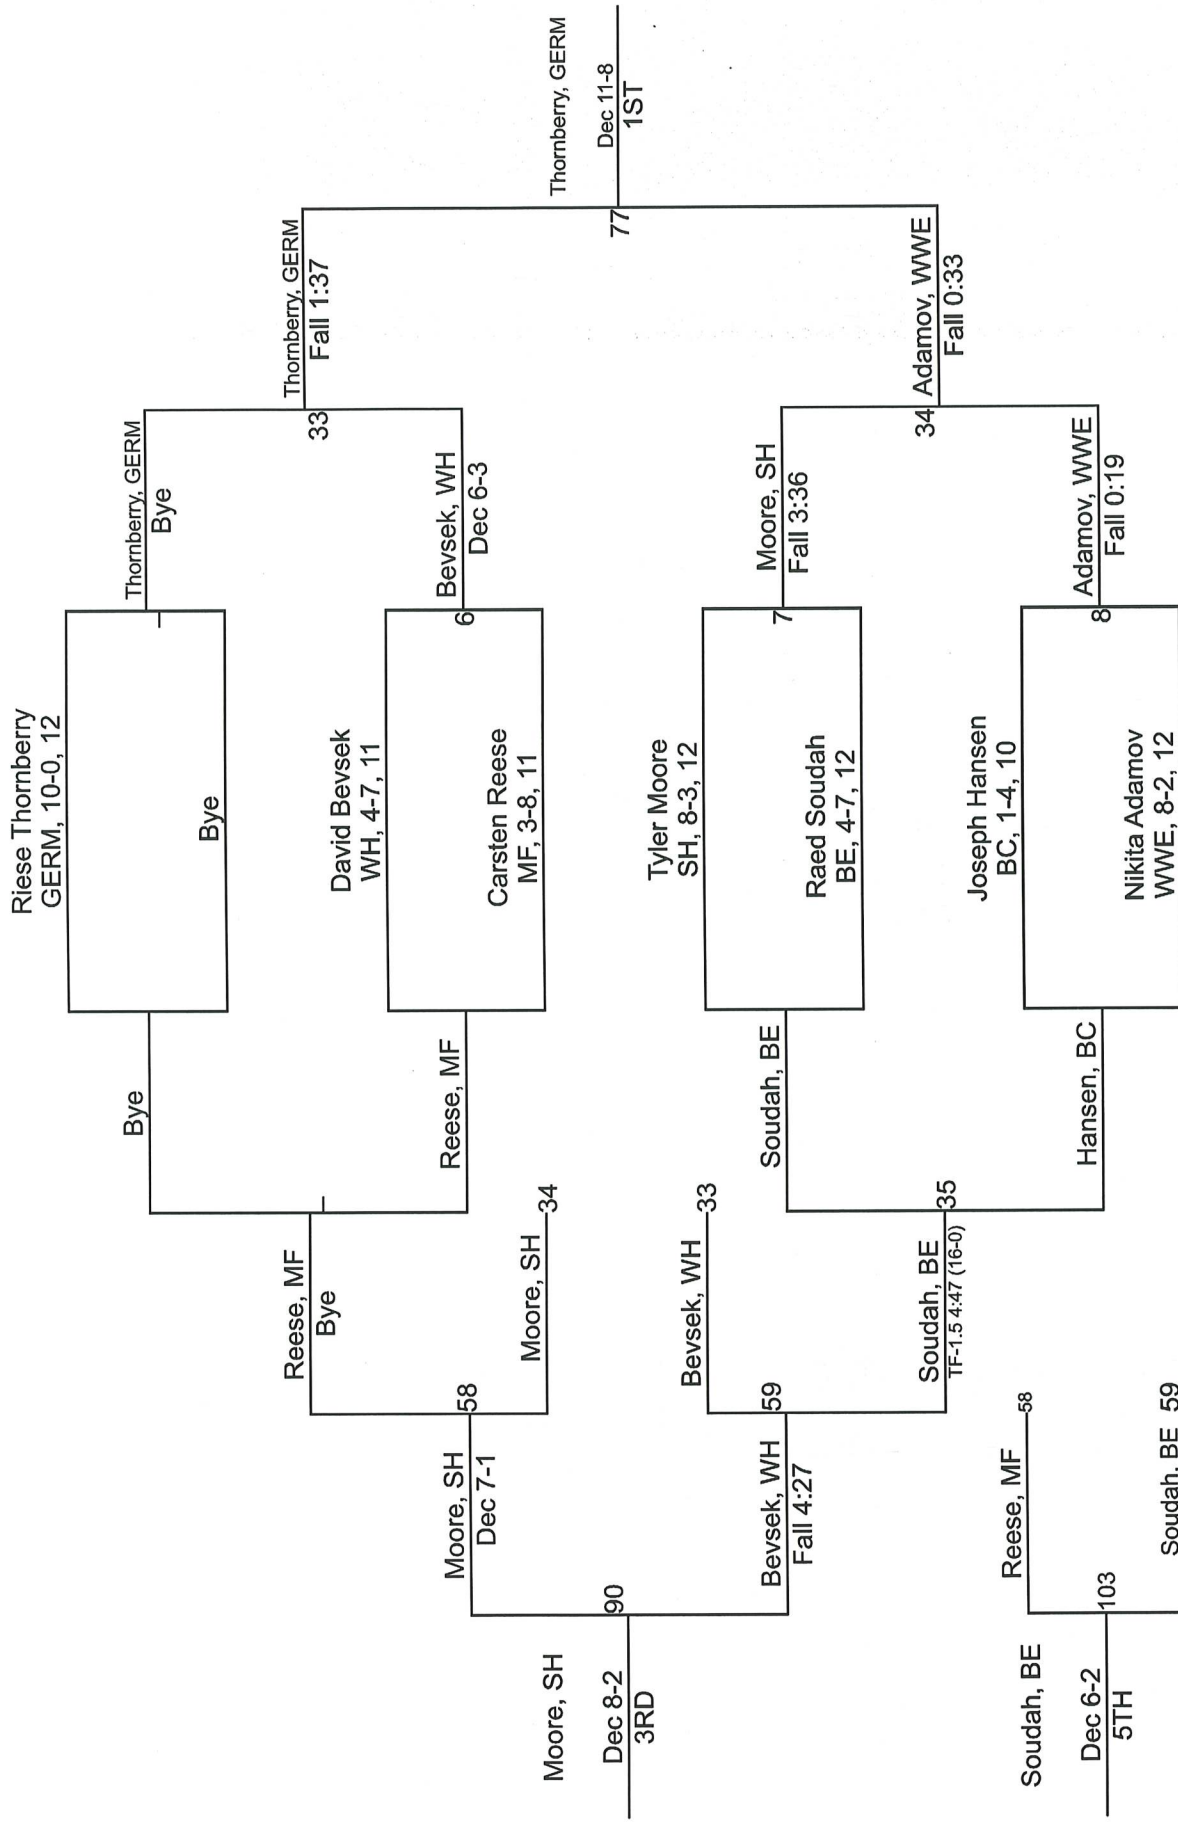 Riese Thornberry
GERM, 10-0, 12
Bye
Thornberry, GERM
Bye
David Bevsek
WH, 4-7, 11
Carsten Reese
MF, 3-8, 11
6
Bevsek, WH
Dec 6-3
33
Thornberry, GERM
Fall 1:37
Tyler Moore
SH, 8-3, 12
Raed Soudah
BE, 4-7, 12
7
Moore, SH
Fall 3:36
Joseph Hansen
BC, 1-4, 10
Nikita Adamov
WWE, 8-2, 12
8
Adamov, WWE
Fall 0:19
34
Adamov, WWE
Fall 0:33
77
Thornberry, GERM
Dec 11-8
1ST
Bye
Reese, MF
Reese, MF
Bye
Moore, SH
34
58
Moore, SH
Dec 7-1
Soudah, BE
Hansen, BC
35
Soudah, BE
TF-1.5 4:47 (16-0)
Bevsek, WH
33
59
Bevsek, WH
Fall 4:27
90
Moore, SH
Dec 8-2
3RD
Reese, MF
58
Soudah, BE 59
103
Soudah, BE
Dec 6-2
5TH